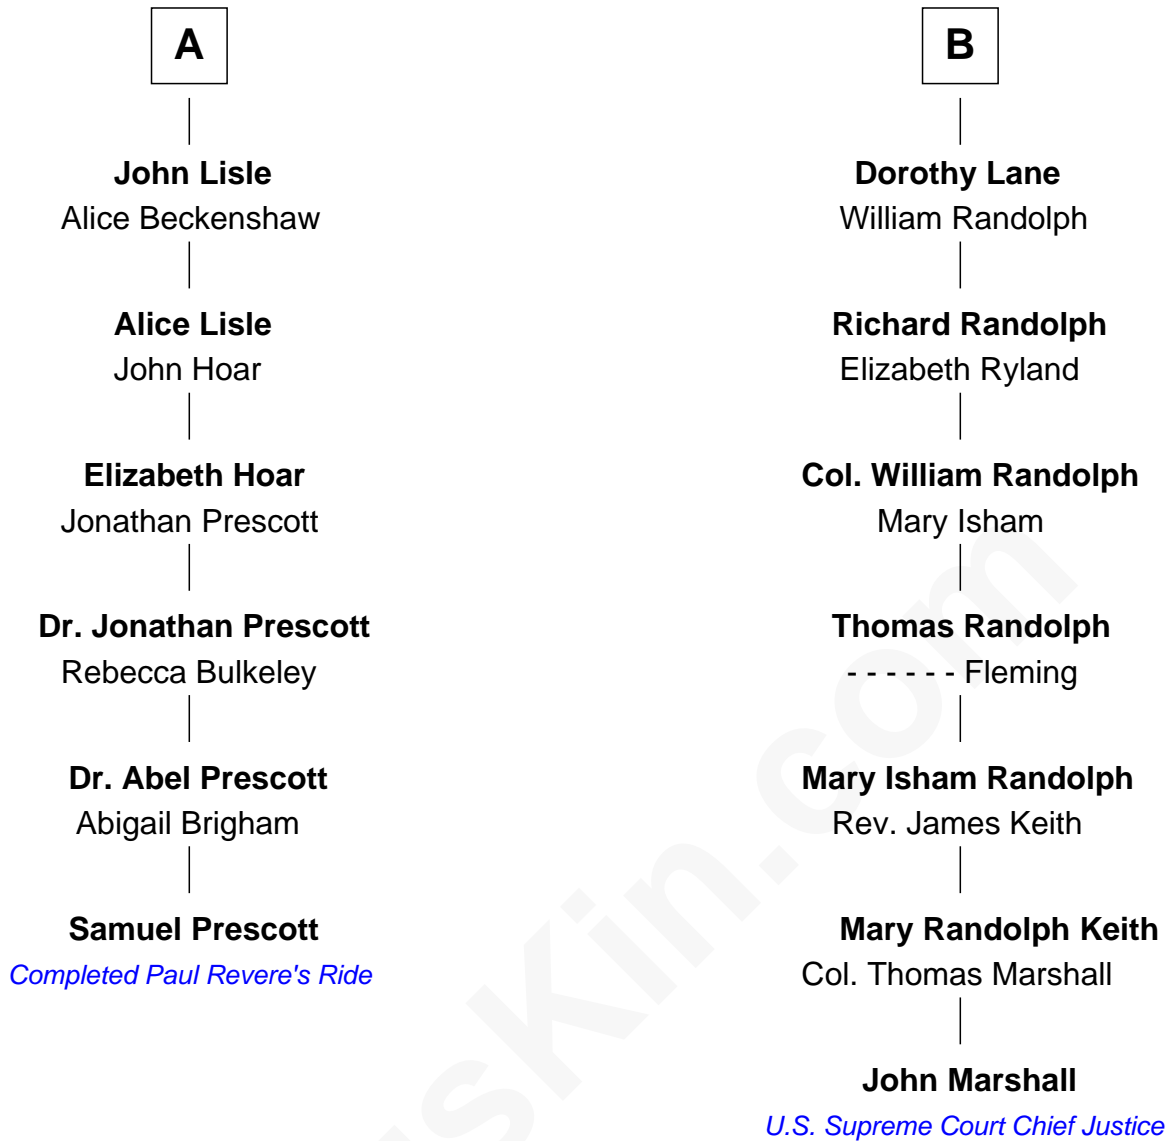 A
John Lisle
Alice Beckenshaw
Alice Lisle
John Hoar
Elizabeth Hoar
Jonathan Prescott
Dr. Jonathan Prescott
Rebecca Bulkeley
Dr. Abel Prescott
Abigail Brigham
Samuel Prescott
Completed Paul Revere's Ride
B
Dorothy Lane
William Randolph
Richard Randolph
Elizabeth Ryland
Col. William Randolph
Mary Isham
Thomas Randolph
- - - - - - Fleming
Mary Isham Randolph
Rev. James Keith
Mary Randolph Keith
Col. Thomas Marshall
John Marshall
U.S. Supreme Court Chief Justice